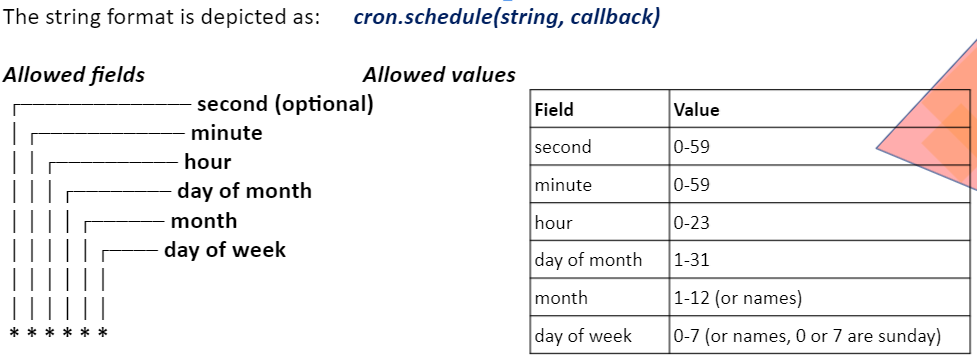 The string format is depicted as: cron.schedule(string, callback)
Allowed fields
Allowed values
second (optional)
minute
hour
day of month
month
day of week
* * * * * *
Field Value
second 0-59
minute 0-59
hour 0-23
day of month 1-31
month 1-12 (or names)
day of week 0-7 (or names, 0 or 7 are sunday)